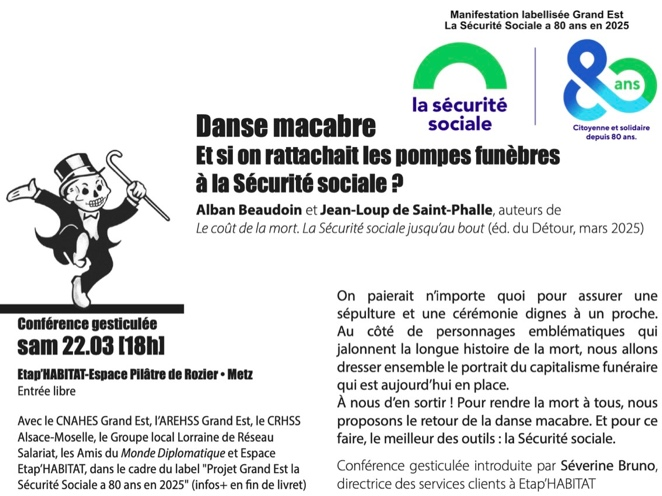 Manifestation labellisée Grand Est
La Sécurité Sociale a 80 ans en 2025
la sécurité
sociale
80
ans
Citoyenne et solidaire
depuis 80 ans.
Danse macabre
Et si on rattachait les pompes funèbres
à la Sécurité sociale ?
Alban Beaudoin et Jean-Loup de Saint-Phalle, auteurs de
Le coût de la mort. La Sécurité sociale jusqu'au bout (éd. du Détour, mars 2025)
Conférence gesticulée
sam 22.03 [18h]
Etap'HABITAT-Espace Pilâtre de Rozier • Metz
Entrée libre
Avec le CNAHES Grand Est, l'AREHSS Grand Est, le CRHSS
Alsace-Moselle, le Groupe local Lorraine de Réseau
Salariat, les Amis du Monde Diplomatique et Espace
Etap'HABITAT, dans le cadre du label "Projet Grand Est la
Sécurité Sociale a 80 ans en 2025" (infos+ en fin de livret)
On paierait n'importe quoi pour assurer une
sépulture et une cérémonie dignes à un proche.
Au côté de personnages emblématiques qui
jalonnent la longue histoire de la mort, nous allons
dresser ensemble le portrait du capitalisme funéraire
qui est aujourd'hui en place.
À nous d'en sortir ! Pour rendre la mort à tous, nous
proposons le retour de la danse macabre. Et pour ce
faire, le meilleur des outils : la Sécurité sociale.
Conférence gesticulée introduite par Séverine Bruno,
directrice des services clients à Etap'HABITAT